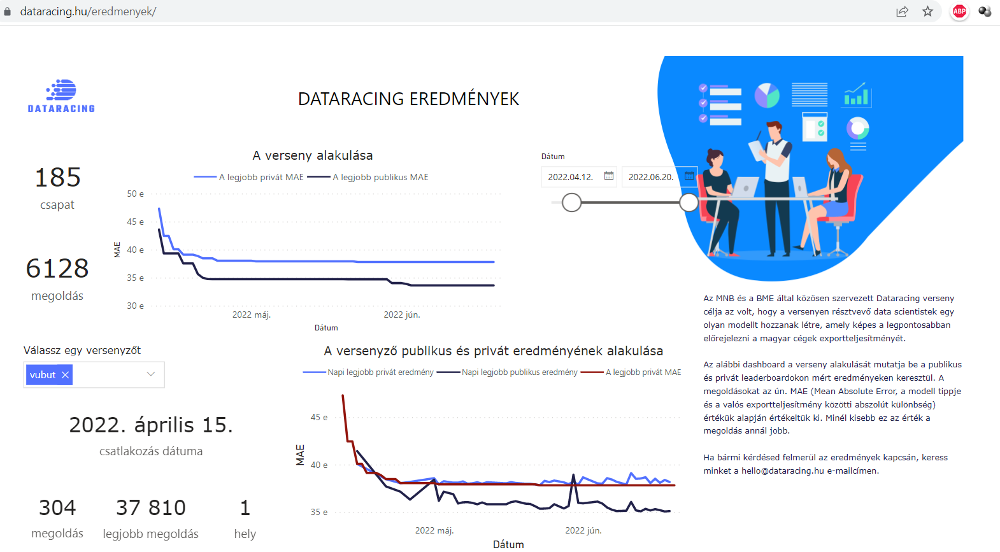 dataracing.hu/eredmenyek/
ABP
DATARACING
DATARACING EREDMÉNYEK
185
csapat
6128
megoldás
A verseny alakulása
A legjobb privát MAE
A legjobb publikus MAE
50 e
45 e
40 e
35 e
30 e
MAE
2022 máj.
2022 jún.
Dátum
Dátum
2022.04.12.
2022.06.20.
Az MNB és a BME által közösen szervezett Dataracing verseny
célja az volt, hogy a versenyen résztvevő data scientistek egy
olyan modellt hozzanak létre, amely képes a legpontosabban
előrejelezni a magyar cégek exportteljesítményét.
Az alábbi dashboard a verseny alakulását mutatja be a publikus
és privát leaderboardokon mért eredményeken keresztül. A
megoldásokat az ún. MAE (Mean Absolute Error, a modell tippje
és a valós exportteljesítmény közötti abszolút különbség)
értékük alapján értékeltük ki. Minél kisebb ez az érték a
megoldás annál jobb.
Ha bármi kérdésed felmerül az eredmények kapcsán, keress
minket a hello@dataracing.hu e-mailcímen.
Válassz egy versenyzőt
vubut
2022. április 15.
csatlakozás dátuma
304
megoldás
37 810
legjobb megoldás
1
hely
A versenyző publikus és privát eredményének alakulása
Napi legjobb privát eredmény
Napi legjobb publikus eredmény
A legjobb privát MAE
45 e
40 e
35 e
MAE
2022 máj.
2022 jún.
Dátum